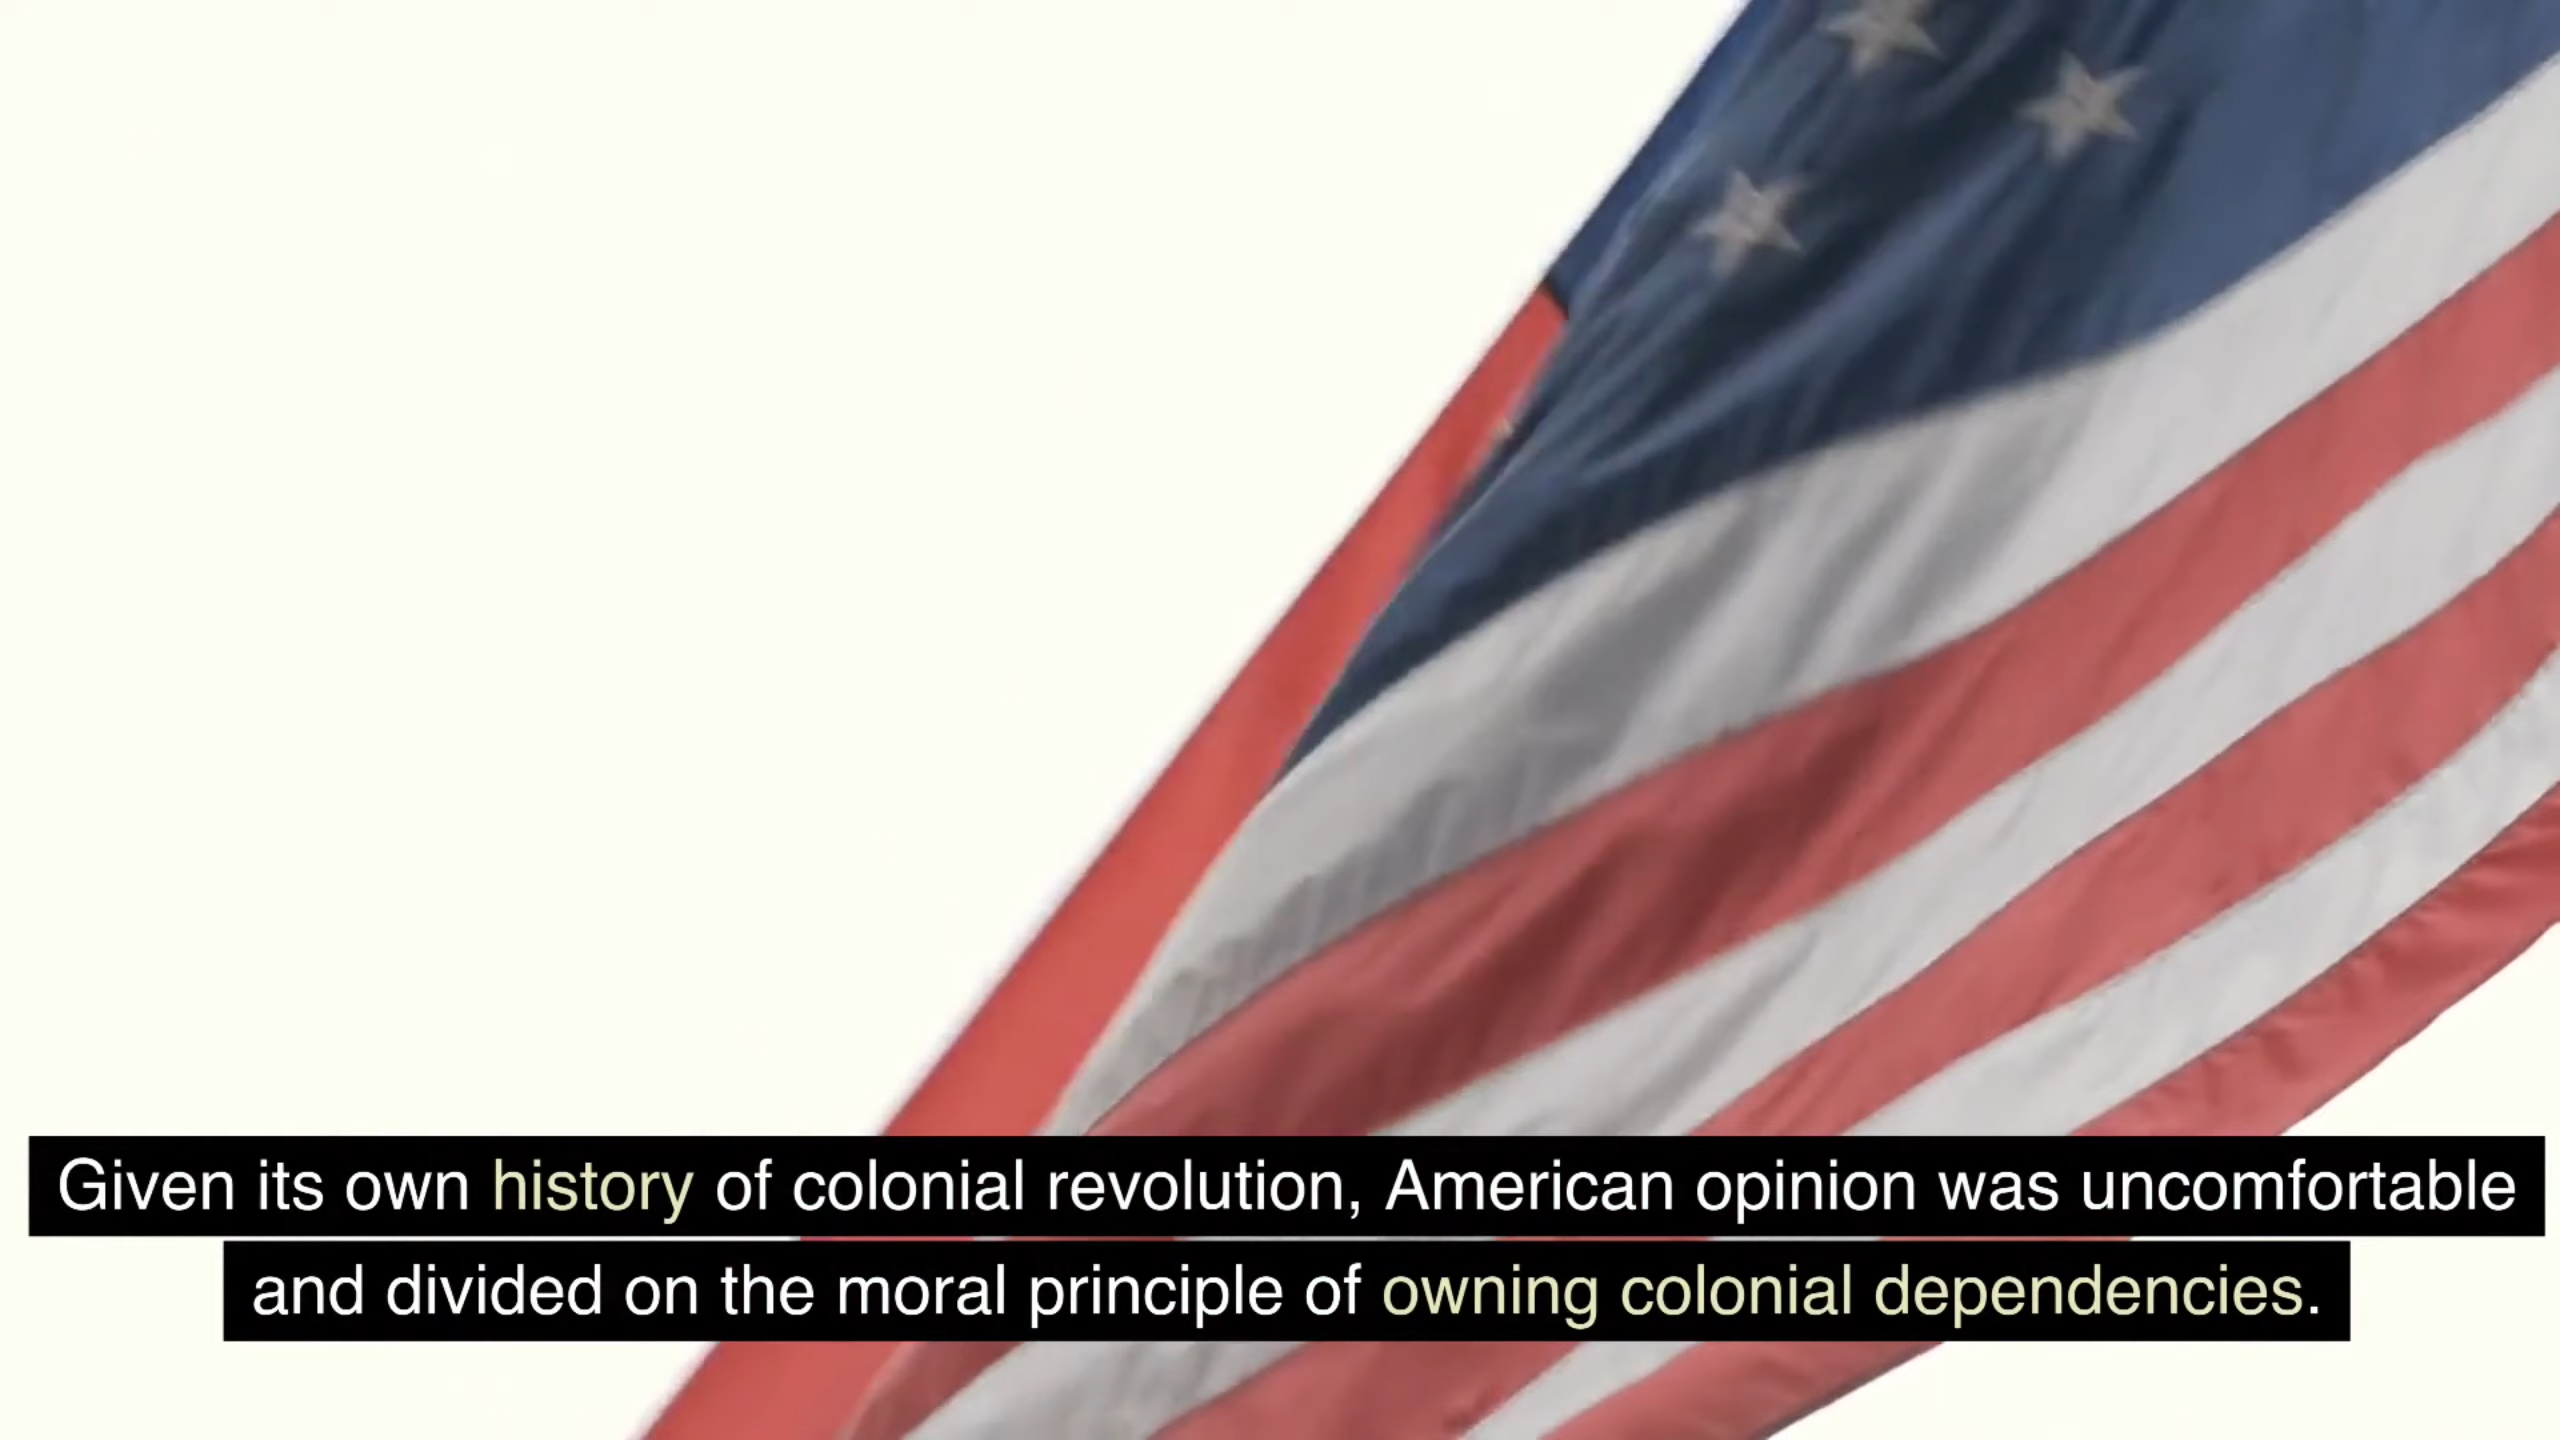 Given its own history of colonial revolution, American opinion was uncomfortable
and divided on the moral principle of owning colonial dependencies.